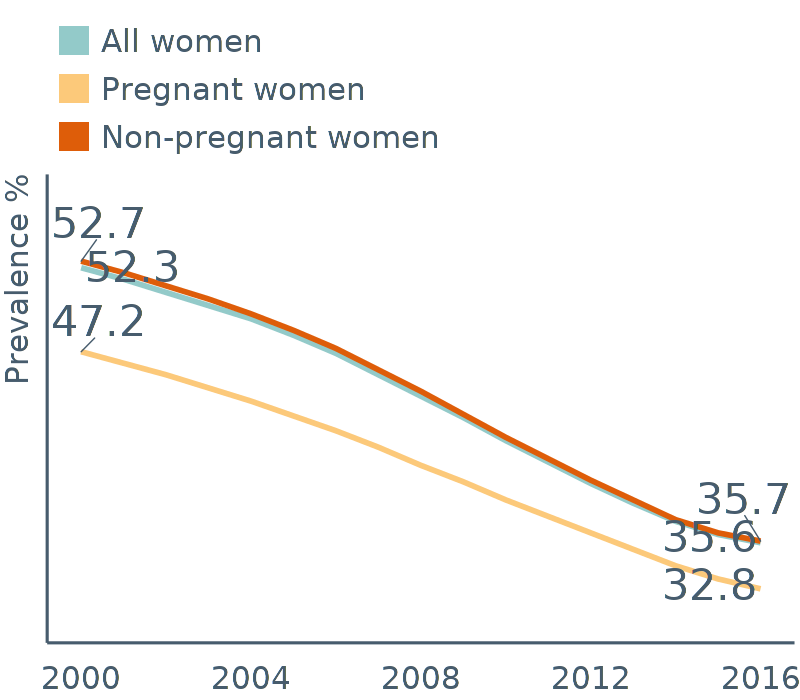 All women
Pregnant women
Non-pregnant women
Prevalence %
52.7
52.3
47.2
35.7
35.6
32.8
2000 2004 2008 2012 2016